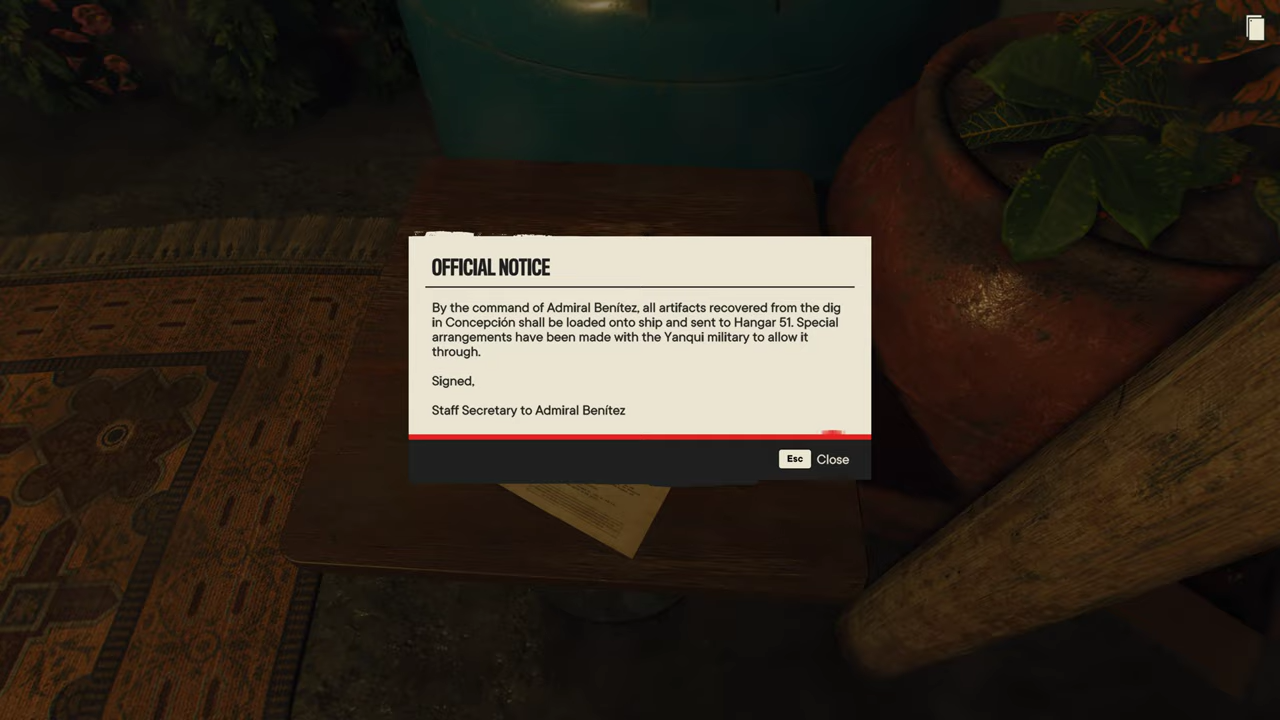 OFFICIAL NOTICE
By the command of Admiral Benítez, all artifacts recovered from the dig
in Concepción shall be loaded onto ship and sent to Hangar 51. Special
arrangements have been made with the Yanqui military to allow it
through.
Signed,
Staff Secretary to Admiral Benítez
Esc Close